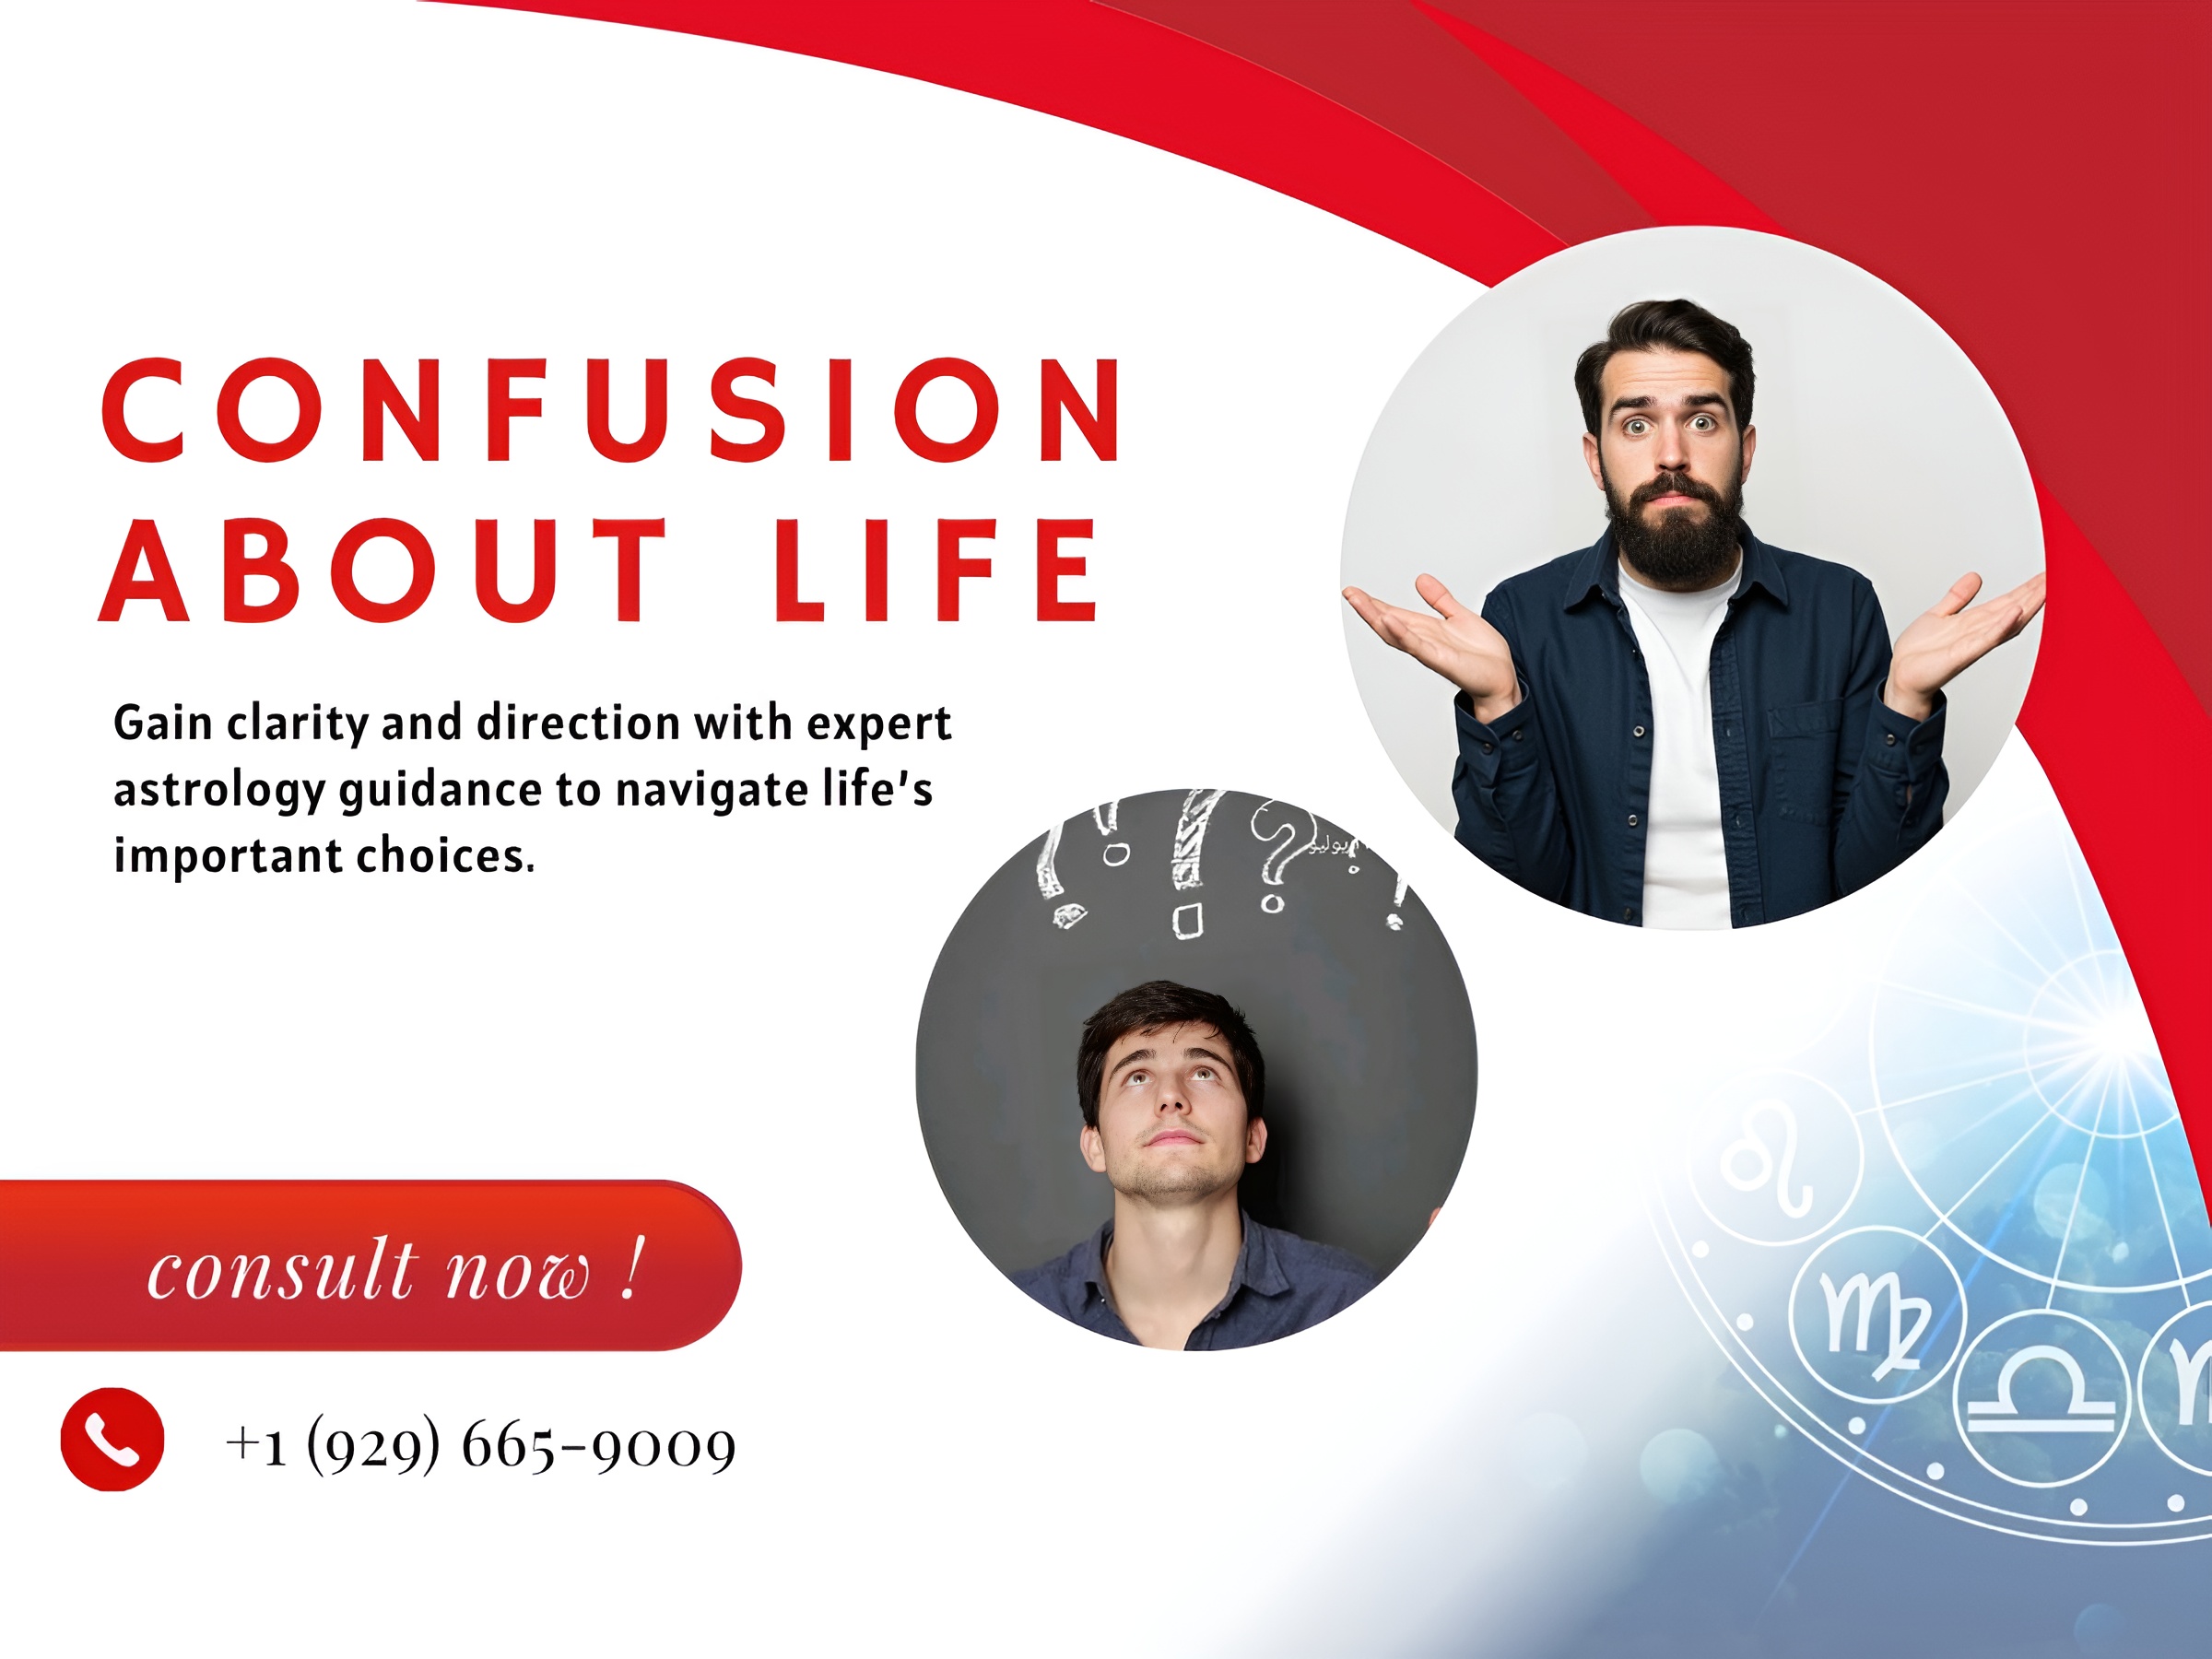 CONFUSION
ABOUT LIFE
Gain clarity and direction with expert
astrology guidance to navigate life's
important choices.
consult now !
+1 (929) 665-9009